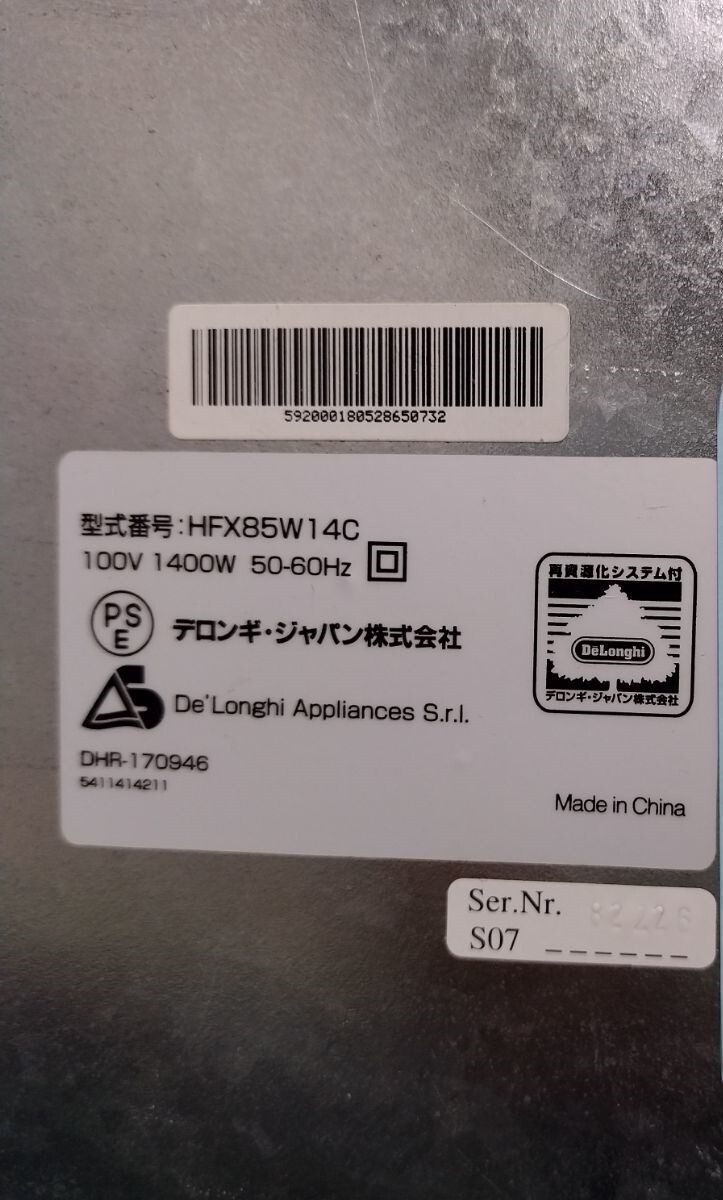 592000180528650732
型式番号:HFX85W14C
100V 1400W 50-60Hz
PS
E
デロンギ・ジャパン株式会社
De'Longhi Appliances S.r.l.
DHR-170946
5411414211
再資源化システム付
DeLonghi
デロンギ・ジャパン株式会社
Made in China
Ser.Nr.
S07 _ _ _ _ _ _